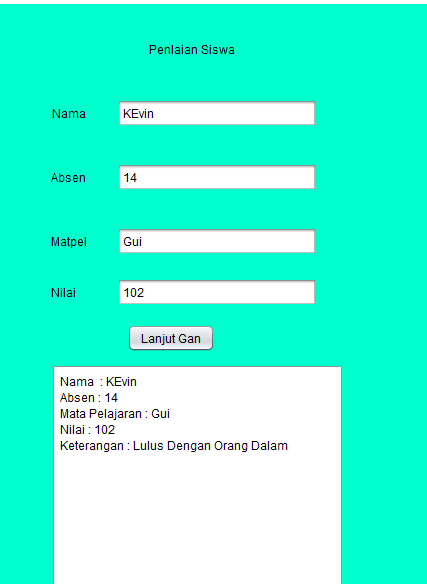 Penlaian Siswa
Nama KEvin
Absen 14
Matpel Gui
Nilai 102
Lanjut Gan
Nama : KEvin
Absen : 14
Mata Pelajaran : Gui
Nilai : 102
Keterangan : Lulus Dengan Orang Dalam